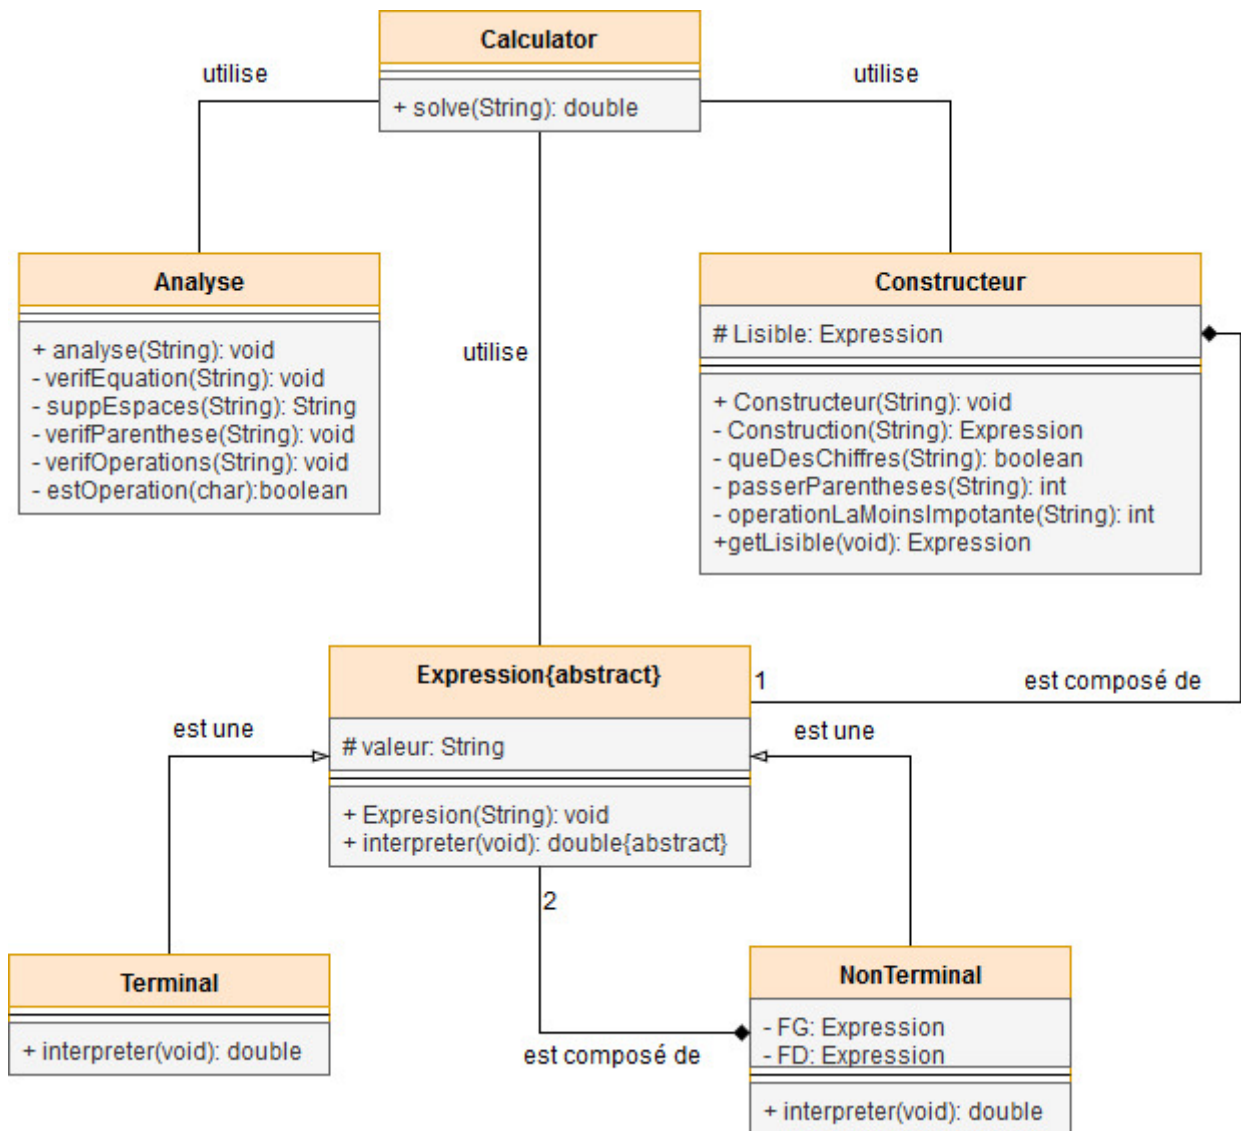 Calculator
+ solve(String): double
utilise
utilise
Analyse
+ analyse(String): void
- verifEquation(String): void
- suppEspaces(String): String
- verifParenthese(String): void
- verifOperations(String): void
- estOperation(char):boolean
utilise
Constructeur
# Lisible: Expression
+ Constructeur(String): void
- Construction(String): Expression
- queDesChiffres(String): boolean
- passerParentheses(String): int
- operationLaMoinsImpotante(String): int
+getLisible(void): Expression
Expression{abstract}
# valeur: String
+ Expresion(String): void
+ interpreter(void): double{abstract}
1
est composé de
est une
est une
2
est composé de
Terminal
+ interpreter(void): double
NonTerminal
- FG: Expression
- FD: Expression
+ interpreter(void): double